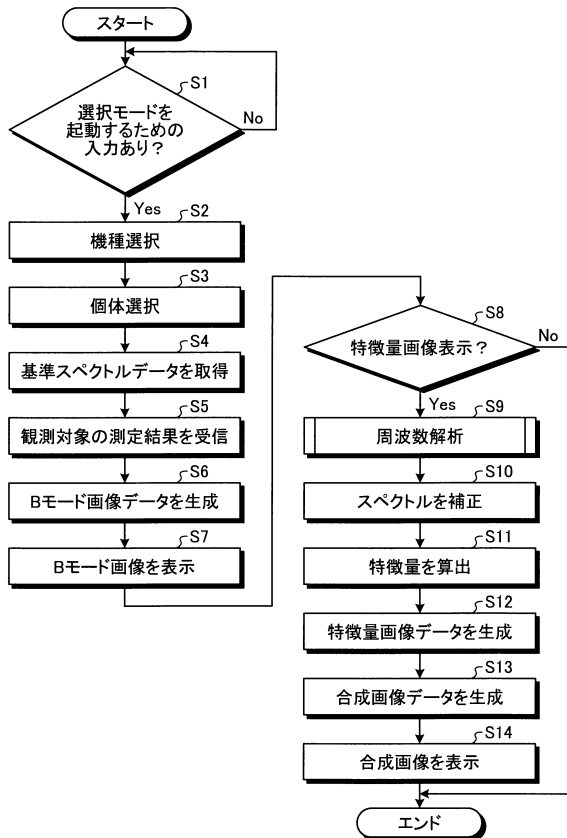 スタート
S1
選択モードを
起動するための
入力あり？
No
Yes
S2
機種選択
S3
個体選択
S4
基準スペクトルデータを取得
S5
観測対象の測定結果を受信
S6
Bモード画像データを生成
S7
Bモード画像を表示
S8
特徴量画像表示？
No
Yes
S9
周波数解析
S10
スペクトルを補正
S11
特徴量を算出
S12
特徴量画像データを生成
S13
合成画像データを生成
S14
合成画像を表示
エンド